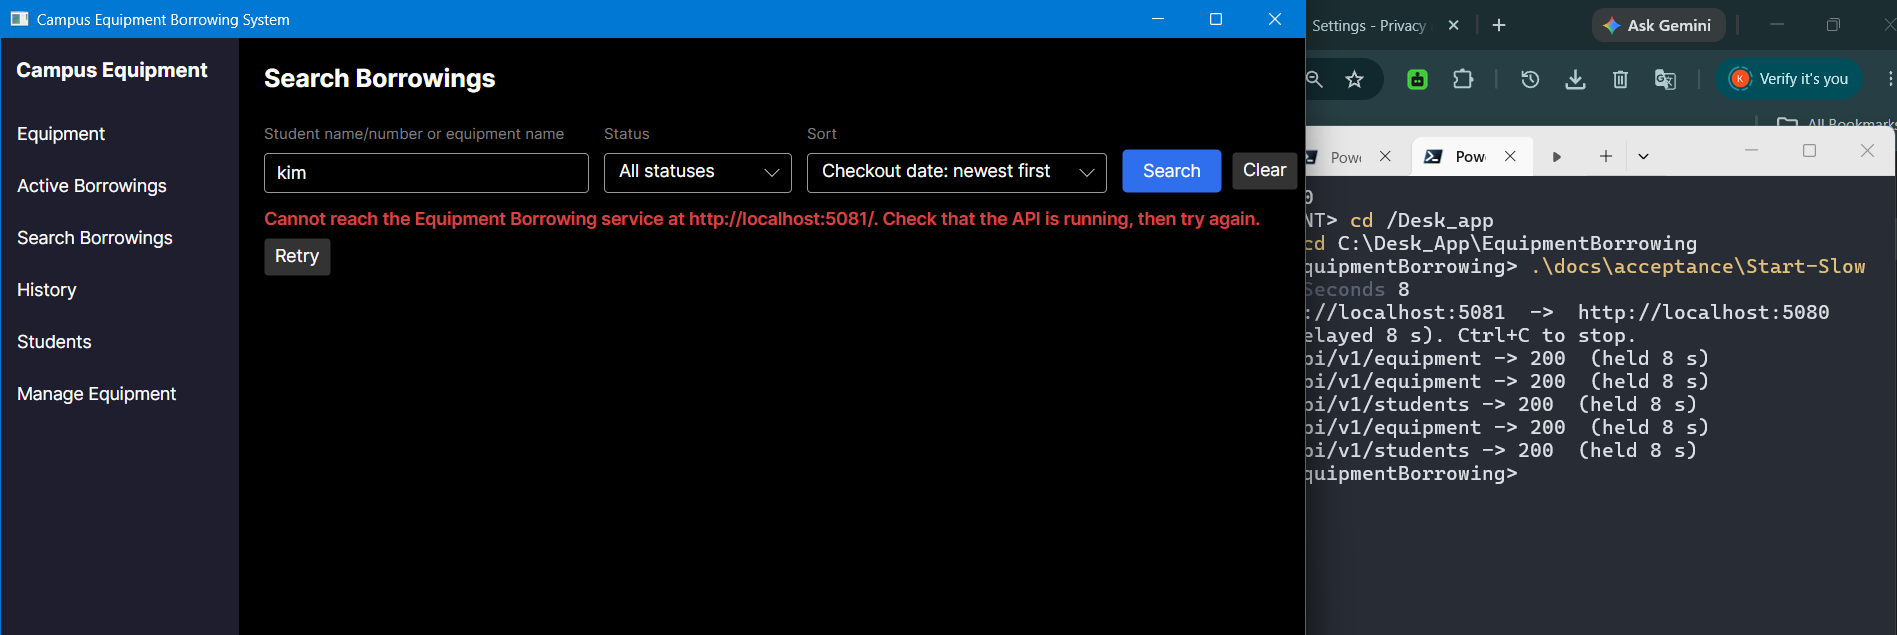 Campus Equipment Borrowing System
Campus Equipment
Equipment
Active Borrowings
Search Borrowings
History
Students
Manage Equipment
Search Borrowings
Student name/number or equipment name
Status
Sort
kim
All statuses
Checkout date: newest first
Search
Clear
Cannot reach the Equipment Borrowing service at http://localhost:5081/. Check that the API is running, then try again.
Retry
Settings - Privacy
Ask Gemini
K
Verify it's you
All Bookmarks
Powe
Pow
0
NT> cd /Desk_app
cd C:\Desk_App\EquipmentBorrowing
quipmentBorrowing> .\docs\acceptance\Start-Slow
Seconds 8
://localhost:5081 -> http://localhost:5080
elayed 8 s). Ctrl+C to stop.
pi/v1/equipment -> 200 (held 8 s)
pi/v1/equipment -> 200 (held 8 s)
pi/v1/students -> 200 (held 8 s)
pi/v1/equipment -> 200 (held 8 s)
pi/v1/students -> 200 (held 8 s)
quipmentBorrowing>